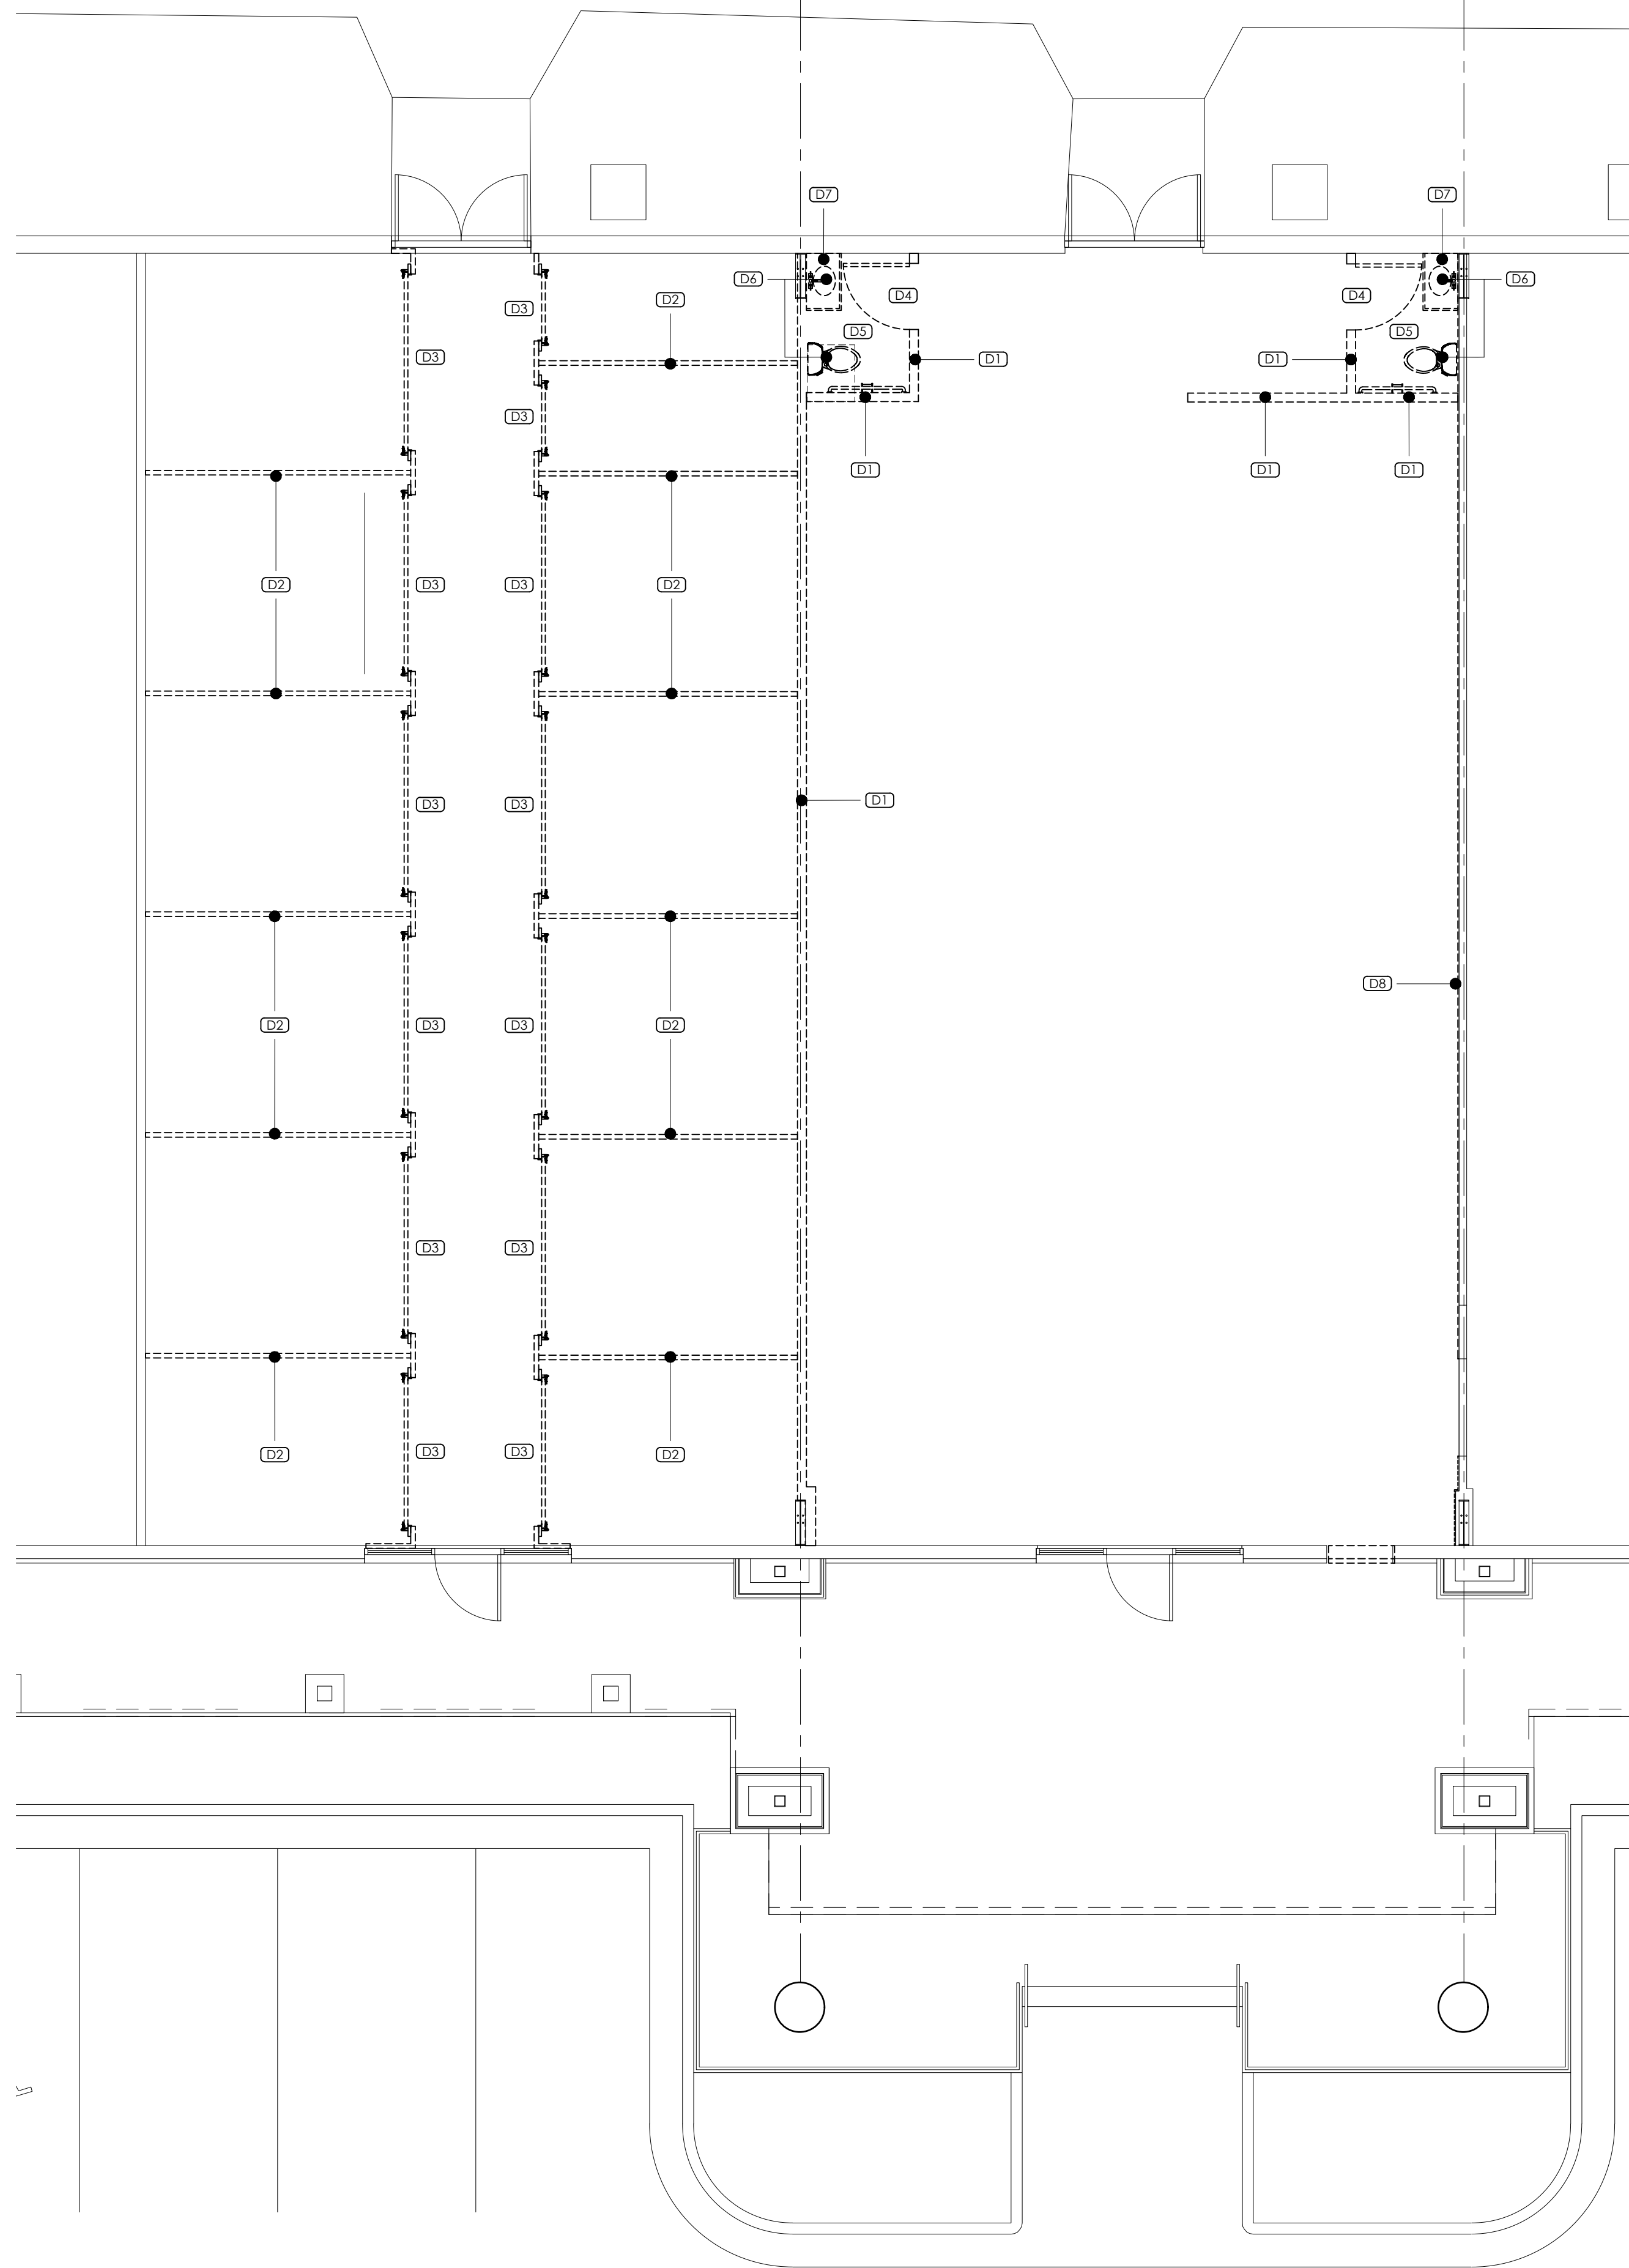 D7 D7
D6 D6
D4 D4
D2
D3
D5 D5
D3 D1 D1
D3
D1 D1 D1
D2 D3 D3 D2
D1
D3 D3
D8
D2 D3 D3 D2
D3 D3
D2 D3 D3 D2